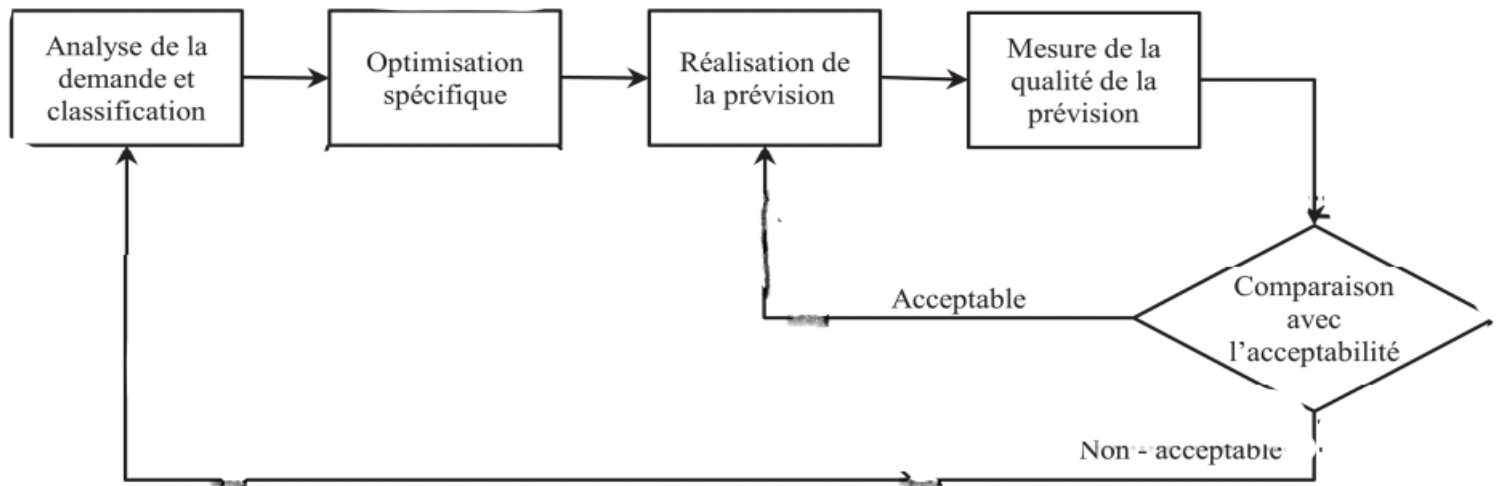 Analyse de la
demande et
classification
Optimisation
spécifique
Réalisation de
la prévision
Mesure de la
qualité de la
prévision
Acceptable
Comparaison
avec
l'acceptabilité
Non - acceptable